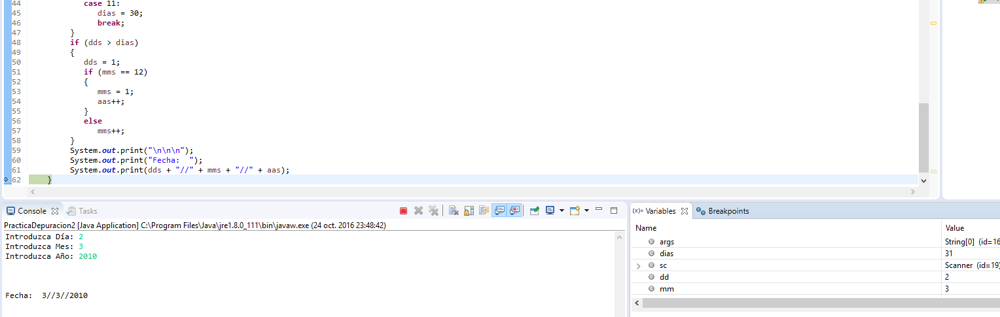 44 case 11:
45 dias = 30;
46 break;
47 }
48 if (dds > dias)
49 {
50 dds = 1;
51 if (mms == 12)
52 {
53 mms = 1;
54 aas++;
55 }
56 else
57 mms++;
58 }
59 System.out.print("\n\n\n");
60 System.out.print("Fecha:  ");
61 System.out.print(dds + "//" + mms + "//" + aas);
62 }
Console Tasks
PracticaDepuracion2 [Java Application] C:\Program Files\Java\jre1.8.0_111\bin\javaw.exe (24 oct. 2016 23:48:42)
Introduzca Día: 2
Introduzca Mes: 3
Introduzca Año: 2010
Fecha:  3//3//2010
(x)= Variables Breakpoints
Name Value
args String[0] (id=16
dias 31
sc Scanner (id=19)
dd 2
mm 3